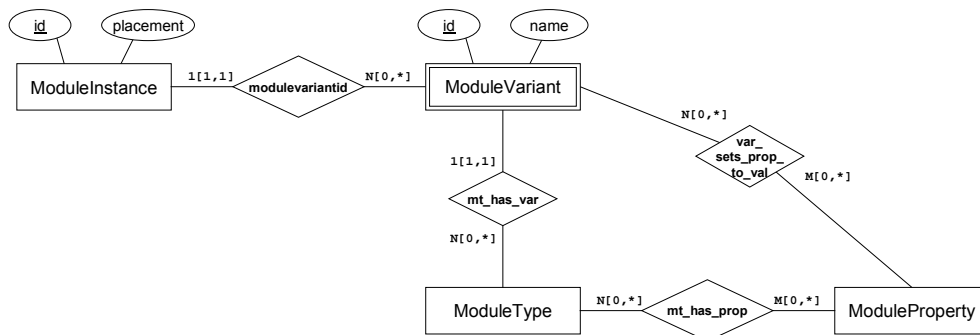 id
placement
id
name
ModuleInstance
1[1,1]
modulevariantid
N[0,*]
ModuleVariant
N[0,*]
var_
sets_prop_
to_val
M[0,*]
1[1,1]
mt_has_var
N[0,*]
ModuleType
N[0,*]
mt_has_prop
M[0,*]
ModuleProperty